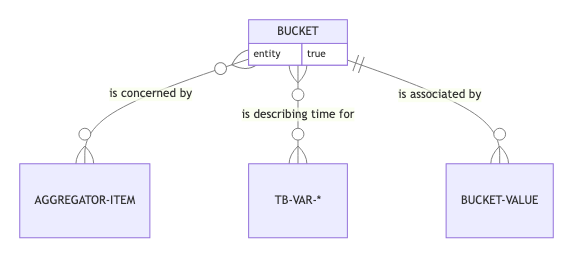 BUCKET
entity true
is concerned by
is associated by
is describing time for
AGGREGATOR-ITEM
TB-VAR-*
BUCKET-VALUE